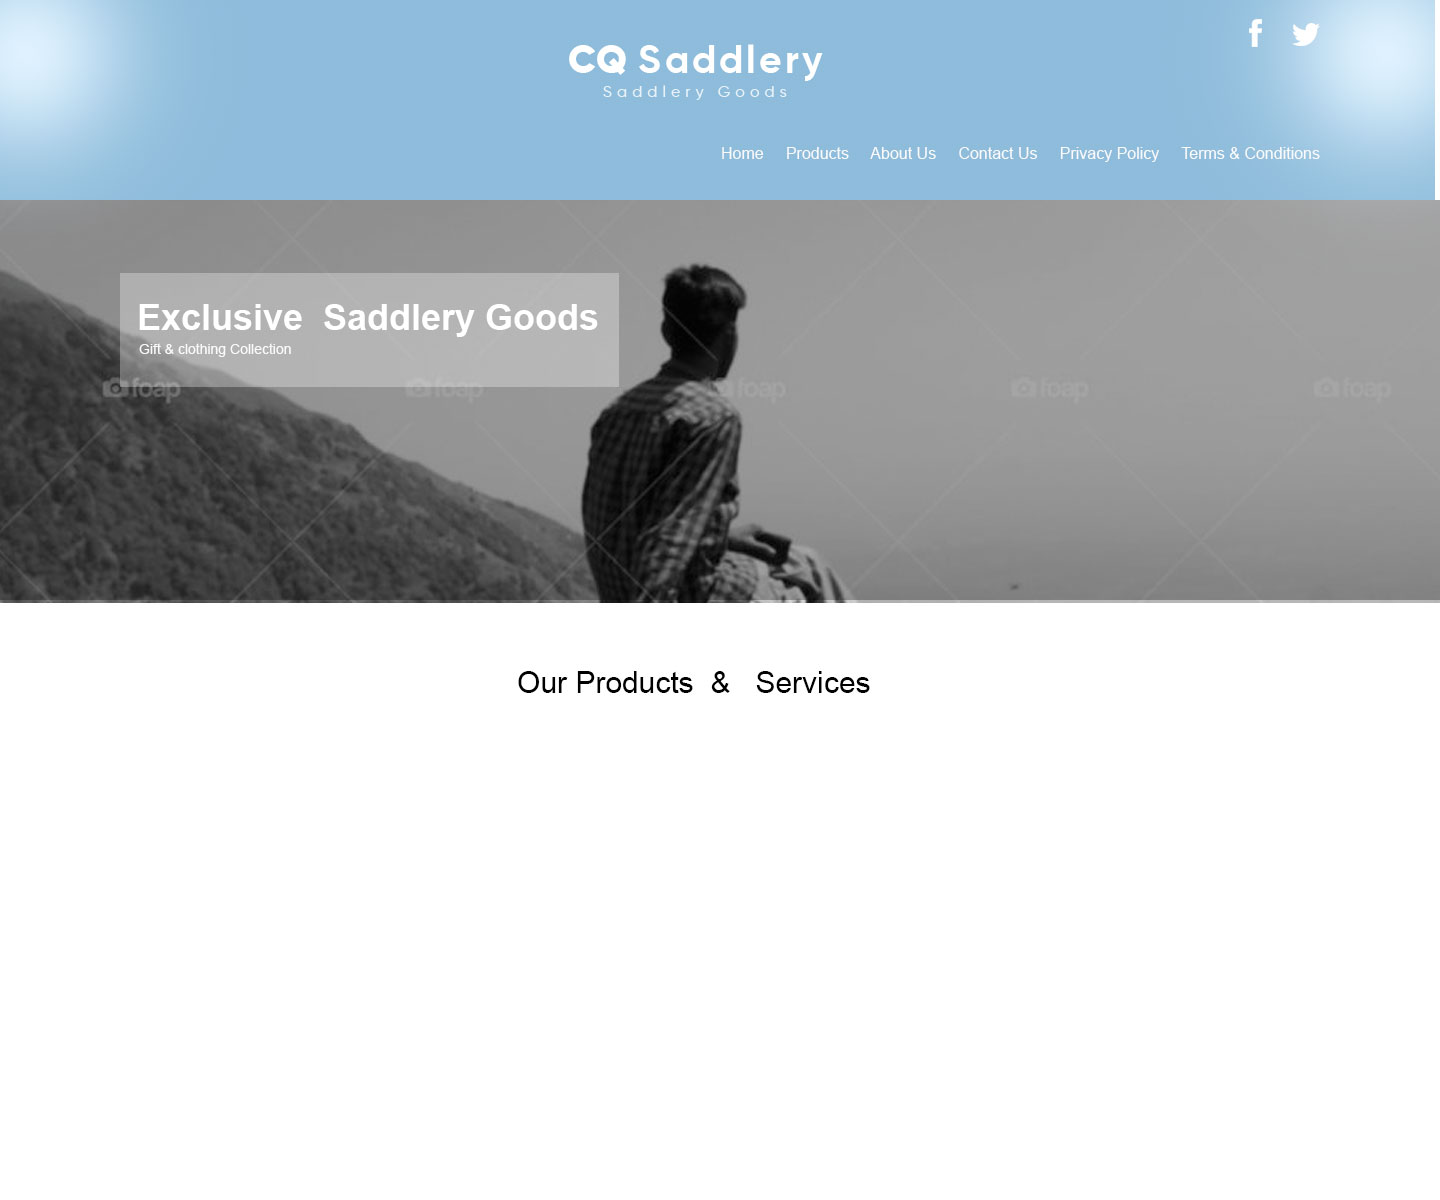 CQ Saddlery
Saddlery Goods
Home Products About Us Contact Us Privacy Policy Terms & Conditions
Exclusive Saddlery Goods
Gift & clothing Collection
foap foap foap foap foap
Our Products & Services